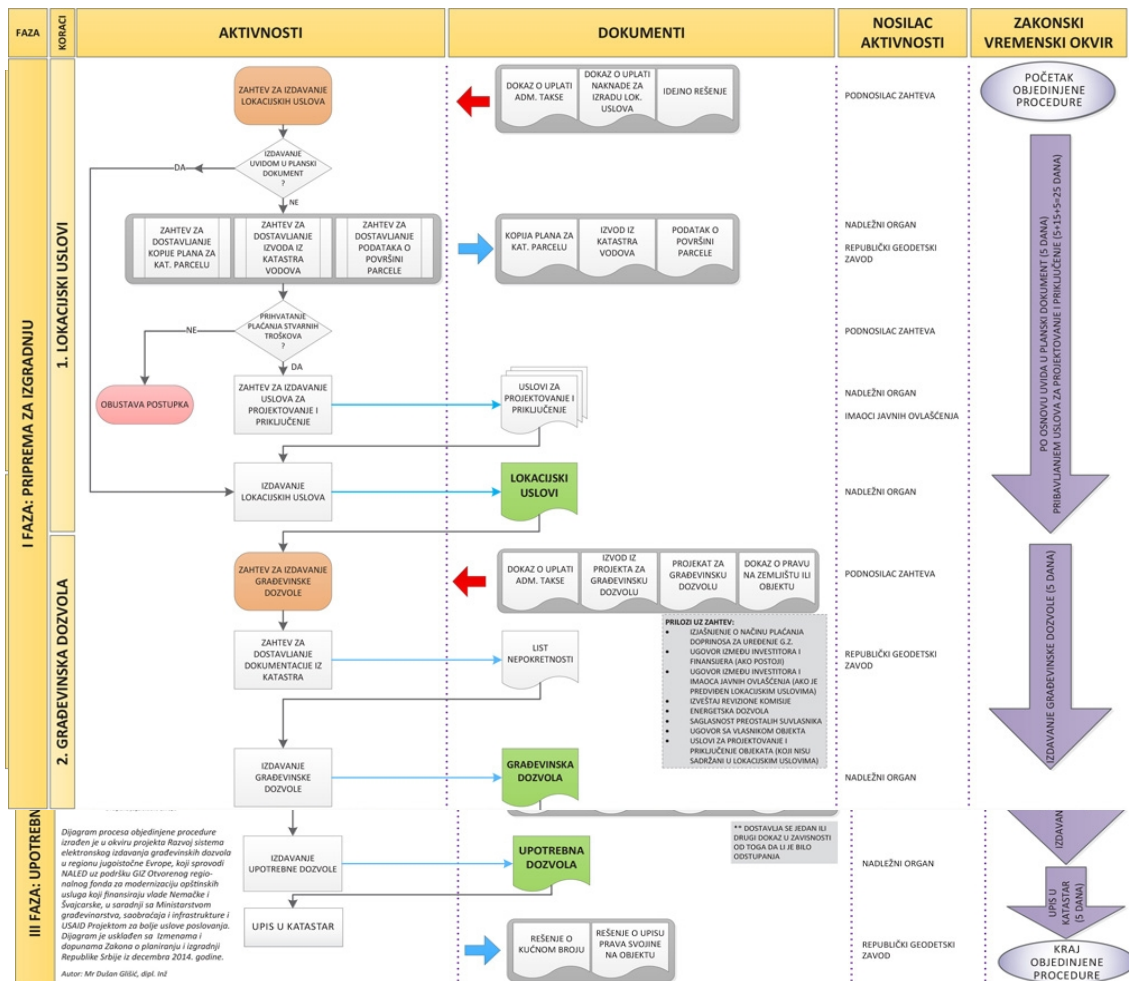 FAZA
KORACI
AKTIVNOSTI
DOKUMENTI
NOSILAC
AKTIVNOSTI
ZAKONSKI
VREMENSKI OKVIR
I FAZA: PRIPREMA ZA IZGRADNJU
1. LOKACIJSKI USLOVI
ZAHTEV ZA IZDAVANJE
LOKACIJSKIH USLOVA
DOKAZ O UPLATI
ADM. TAKSE
DOKAZ O UPLATI
NAKNADE ZA
IZRADU LOK.
USLOVA
IDEJNO REŠENJE
PODNOSILAC ZAHTEVA
POČETAK
OBJEDINJENE
PROCEDURE
IZDAVANJE
UVIDOM U PLANSKI
DOKUMENT
?
DA
NE
ZAHTEV ZA
DOSTAVLJANJE
KOPIJE PLANA ZA
KAT. PARCELU
ZAHTEV ZA
DOSTAVLJANJE
IZVODA IZ
KATASTRA
VODOVA
ZAHTEV ZA
DOSTAVLJANJE
PODATAKA O
POVRŠINI
PARCELE
KOPIJA PLANA ZA
KAT. PARCELU
IZVOD IZ
KATASTRA
VODOVA
PODATAK O
POVRŠINI
PARCELE
NADLEŽNI ORGAN
REPUBLIČKI GEODETSKI
ZAVOD
PO OSNOVU UVIDA U PLANSKI DOKUMENT (5 DANA)
PRIBAVLJANJEM USLOVA ZA PROJEKTOVANJE I PRIKLJUČENJE (5+15+5=25 DANA)
PRIHVATANJE
PLAĆANJA STVARNIH
TROŠKOVA
?
NE
DA
PODNOSILAC ZAHTEVA
OBUSTAVA POSTUPKA
ZAHTEV ZA IZDAVANJE
USLOVA ZA
PROJEKTOVANJE I
PRIKLJUČENJE
USLOVI ZA
PROJEKTOVANJE I
PRIKLJUČENJE
NADLEŽNI ORGAN
IMAOCI JAVNIH OVLAŠĆENJA
IZDAVANJE
LOKACIJSKIH USLOVA
LOKACIJSKI
USLOVI
NADLEŽNI ORGAN
2. GRAĐEVINSKA DOZVOLA
ZAHTEV ZA IZDAVANJE
GRAĐEVINSKE
DOZVOLE
DOKAZ O UPLATI
ADM. TAKSE
IZVOD IZ
PROJEKTA ZA
GRAĐEVINSKU
DOZVOLU
PROJEKAT ZA
GRAĐEVINSKU
DOZVOLU
DOKAZ O PRAVU
NA ZEMLJIŠTU ILI
OBJEKTU
PODNOSILAC ZAHTEVA
IZDAVANJE GRAĐEVINSKE DOZVOLE (5 DANA)
ZAHTEV ZA
DOSTAVLJANJE
DOKUMENTACIJE IZ
KATASTRA
LIST
NEPOKRETNOSTI
PRILOZI UZ ZAHTEV:
• IZJAŠNJENJE O NAČINU PLAĆANJA
DOPRINOSA ZA UREĐENJE G.Z.
• UGOVOR IZMEĐU INVESTITORA I
FINANSIJERA (AKO POSTOJI)
• UGOVOR IZMEĐU INVESTITORA I
IMAOCA JAVNIH OVLAŠĆENJA (AKO JE
PREDVIĐEN LOKACIJSKIM USLOVIMA)
• IZVEŠTAJ REVIZIONE KOMISIJE
• ENERGETSKA DOZVOLA
• SAGLASNOST PREOSTALIH SUVLASNIKA
• UGOVOR SA VLASNIKOM OBJEKTA
• USLOVI ZA PROJEKTOVANJE I
PRIKLJUČENJE OBJEKATA (KOJI NISU
SADRŽANI U LOKACIJSKIM USLOVIMA)
REPUBLIČKI GEODETSKI
ZAVOD
IZDAVANJE
GRAĐEVINSKE
DOZVOLE
GRAĐEVINSKA
DOZVOLA
NADLEŽNI ORGAN
III FAZA: UPOTREBN
Dijagram procesa objedinjene procedure
izrađen je u okviru projekta Razvoj sistema
elektronskog izdavanja građevinskih dozvola
u regionu jugoistočne Evrope, koji sprovodi
NALED uz podršku GIZ Otvorenog regio-
nalnog fonda za modernizaciju opštinskih
usluga koji finansiraju vlade Nemačke i
Švajcarske, u saradnji sa Ministarstvom
građevinarstva, saobraćaja i infrastrukture i
USAID Projektom za bolje uslove poslovanja.
Dijagram je usklađen sa Izmenama i
dopunama Zakona o planiranju i izgradnji
Republike Srbije iz decembra 2014. godine.
Autor: Mr Dušan Glišić, dipl. Inž
IZDAVANJE
UPOTREBNE DOZVOLE
UPOTREBNA
DOZVOLA
** DOSTAVLJA SE JEDAN ILI
DRUGI DOKAZ U ZAVISNOSTI
OD TOGA DA LI JE BILO
ODSTUPANJA
NADLEŽNI ORGAN
IZDAVAN
UPIS U KATASTAR
UPIS U
KATASTAR
(5 DANA)
REŠENJE O
KUĆNOM BROJU
REŠENJE O UPISU
PRAVA SVOJINE
NA OBJEKTU
REPUBLIČKI GEODETSKI
ZAVOD
KRAJ
OBJEDINJENE
PROCEDURE